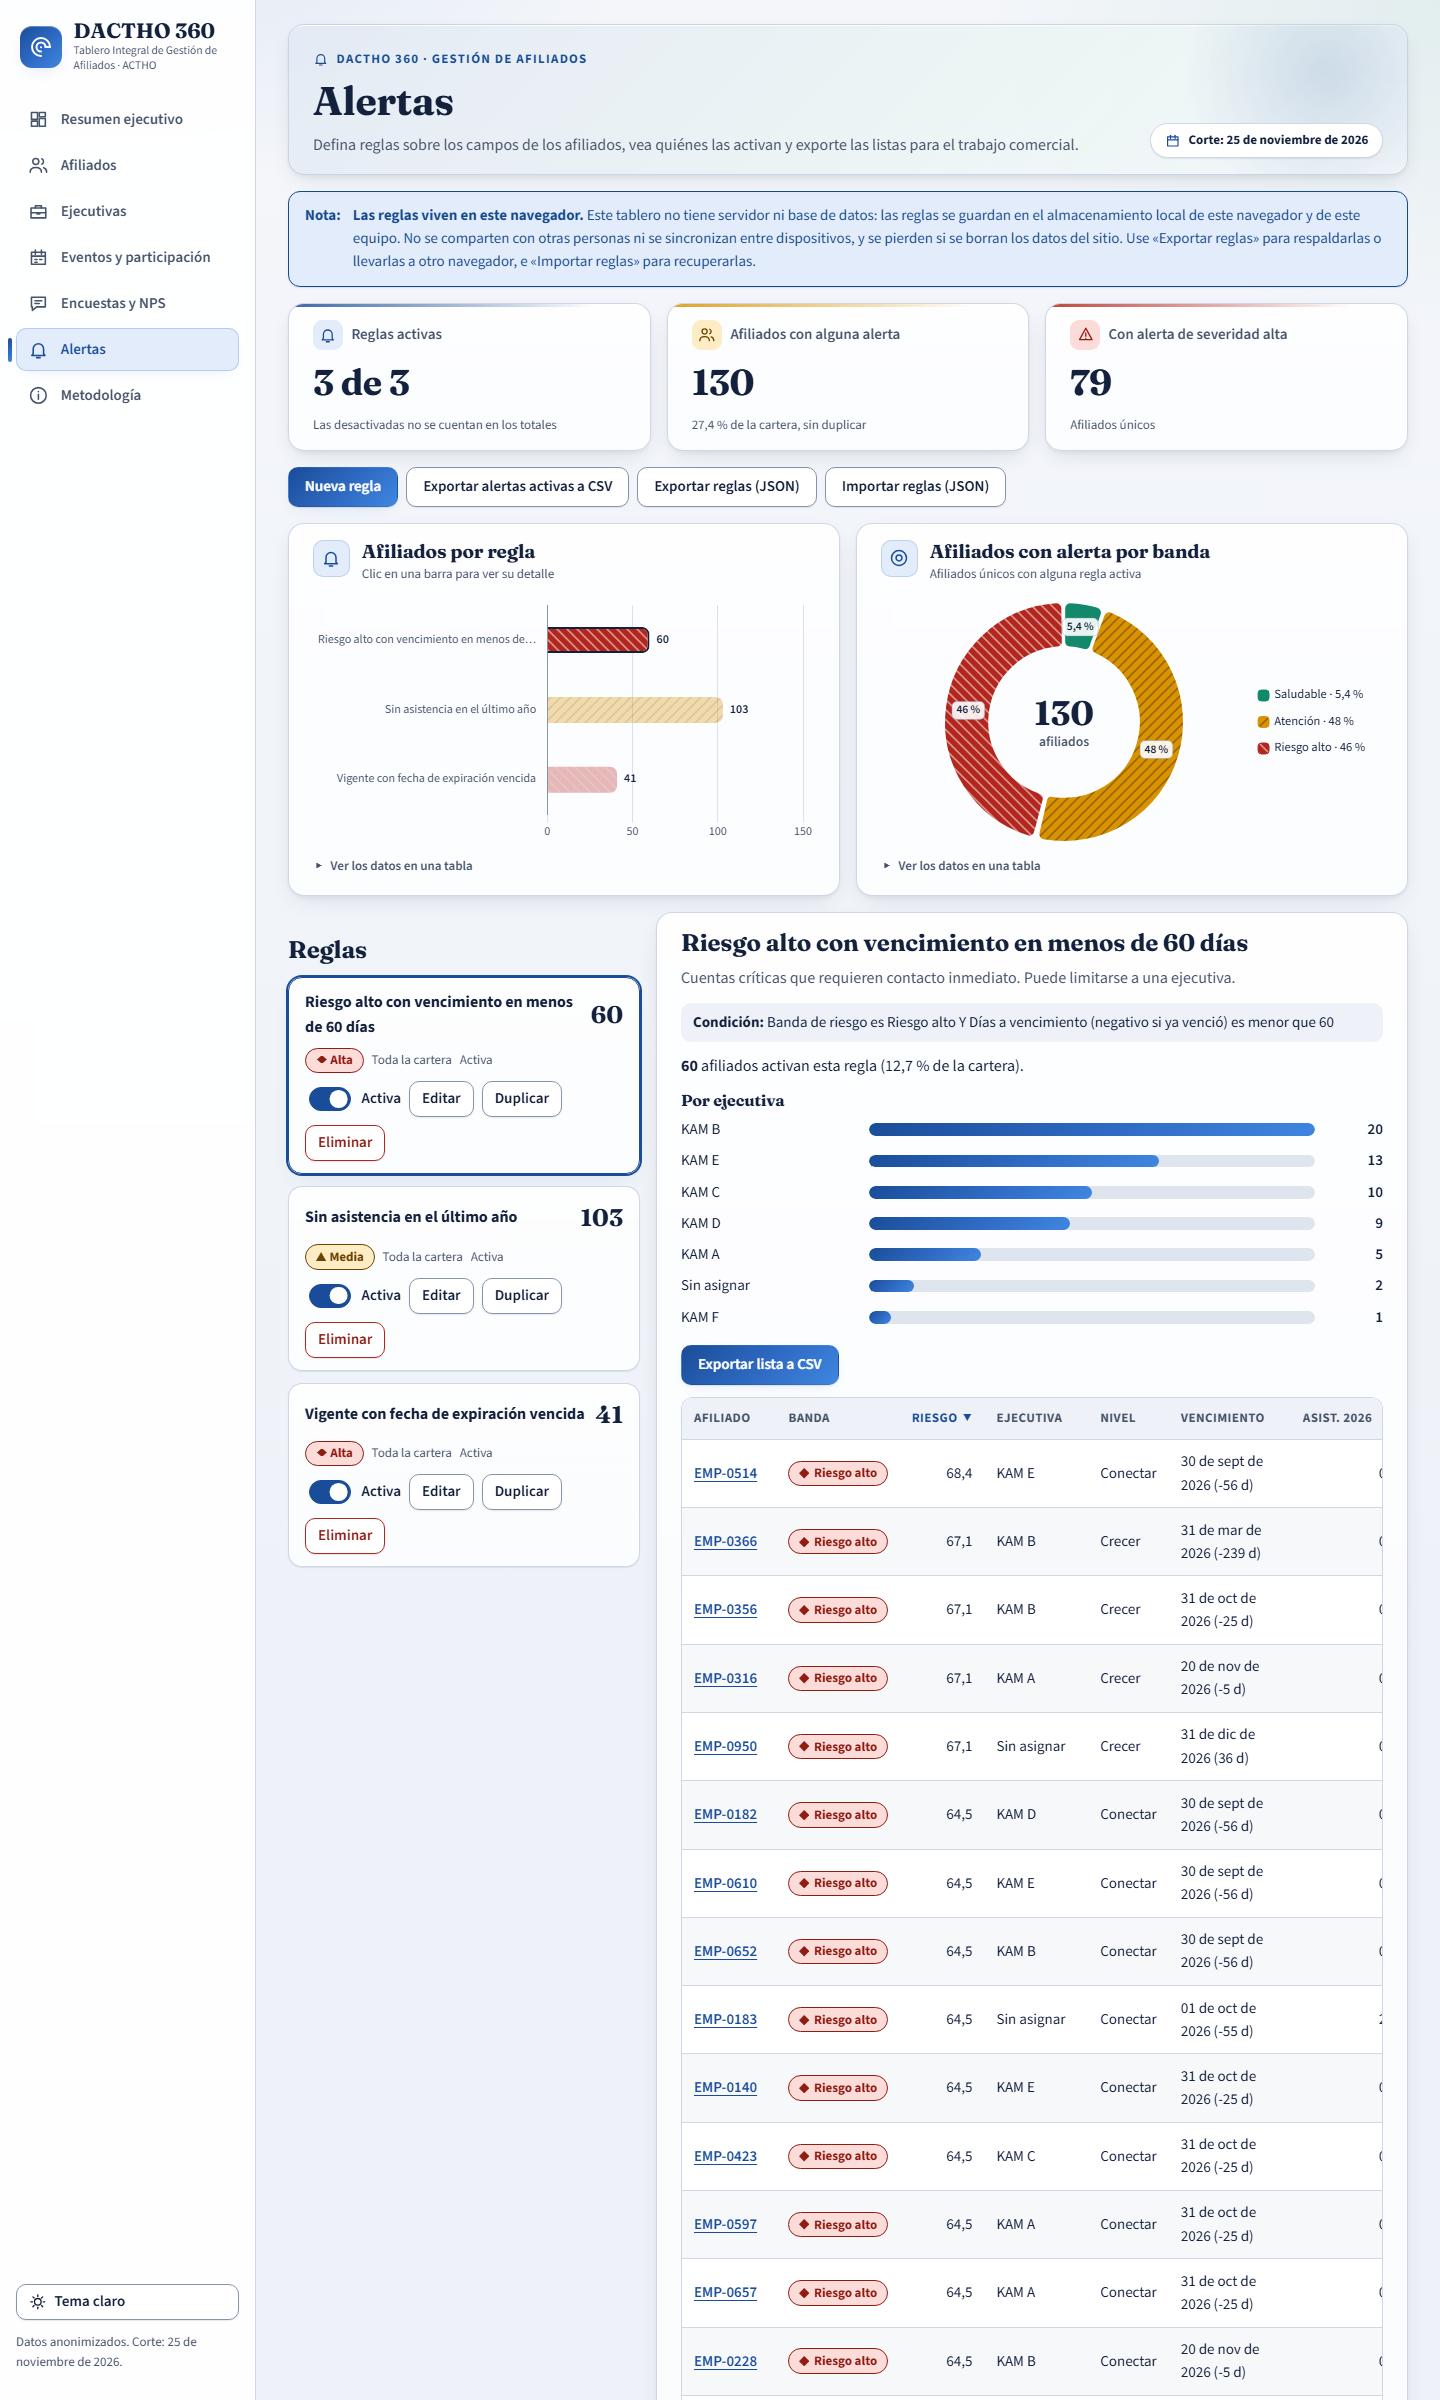 DACTHO 360
Tablero Integral de Gestión de
Afiliados · ACTHO
Resumen ejecutivo
Afiliados
Ejecutivas
Eventos y participación
Encuestas y NPS
Alertas
Metodología
Tema claro
Datos anonimizados. Corte: 25 de
noviembre de 2026.
DACTHO 360 · GESTIÓN DE AFILIADOS
Alertas
Defina reglas sobre los campos de los afiliados, vea quiénes las activan y exporte las listas para el trabajo comercial.
Corte: 25 de noviembre de 2026
Nota: Las reglas viven en este navegador. Este tablero no tiene servidor ni base de datos: las reglas se guardan en el almacenamiento local de este navegador y de este
equipo. No se comparten con otras personas ni se sincronizan entre dispositivos, y se pierden si se borran los datos del sitio. Use «Exportar reglas» para respaldarlas o
llevarlas a otro navegador, e «Importar reglas» para recuperarlas.
Reglas activas
3 de 3
Las desactivadas no se cuentan en los totales
Afiliados con alguna alerta
130
27,4 % de la cartera, sin duplicar
Con alerta de severidad alta
79
Afiliados únicos
Nueva regla
Exportar alertas activas a CSV
Exportar reglas (JSON)
Importar reglas (JSON)
Afiliados por regla
Clic en una barra para ver su detalle
Riesgo alto con vencimiento en menos de… 60
Sin asistencia en el último año 103
Vigente con fecha de expiración vencida 41
0 50 100 150
Ver los datos en una tabla
Afiliados con alerta por banda
Afiliados únicos con alguna regla activa
5,4 %
46 %
48 %
130
afiliados
Saludable · 5,4 %
Atención · 48 %
Riesgo alto · 46 %
Ver los datos en una tabla
Reglas
Riesgo alto con vencimiento en menos
de 60 días
60
Alta Toda la cartera Activa
Activa Editar Duplicar
Eliminar
Sin asistencia en el último año 103
Media Toda la cartera Activa
Activa Editar Duplicar
Eliminar
Vigente con fecha de expiración vencida 41
Alta Toda la cartera Activa
Activa Editar Duplicar
Eliminar
Riesgo alto con vencimiento en menos de 60 días
Cuentas críticas que requieren contacto inmediato. Puede limitarse a una ejecutiva.
Condición: Banda de riesgo es Riesgo alto Y Días a vencimiento (negativo si ya venció) es menor que 60
60 afiliados activan esta regla (12,7 % de la cartera).
Por ejecutiva
KAM B 20
KAM E 13
KAM C 10
KAM D 9
KAM A 5
Sin asignar 2
KAM F 1
Exportar lista a CSV
AFILIADO BANDA RIESGO ▼ EJECUTIVA NIVEL VENCIMIENTO ASIST. 2026
EMP-0514 Riesgo alto 68,4 KAM E Conectar 30 de sept de
2026 (-56 d)
EMP-0366 Riesgo alto 67,1 KAM B Crecer 31 de mar de
2026 (-239 d)
EMP-0356 Riesgo alto 67,1 KAM B Crecer 31 de oct de
2026 (-25 d)
EMP-0316 Riesgo alto 67,1 KAM A Crecer 20 de nov de
2026 (-5 d)
EMP-0950 Riesgo alto 67,1 Sin asignar Crecer 31 de dic de
2026 (36 d)
EMP-0182 Riesgo alto 64,5 KAM D Conectar 30 de sept de
2026 (-56 d)
EMP-0610 Riesgo alto 64,5 KAM E Conectar 30 de sept de
2026 (-56 d)
EMP-0652 Riesgo alto 64,5 KAM B Conectar 30 de sept de
2026 (-56 d)
EMP-0183 Riesgo alto 64,5 Sin asignar Conectar 01 de oct de
2026 (-55 d)
EMP-0140 Riesgo alto 64,5 KAM E Conectar 31 de oct de
2026 (-25 d)
EMP-0423 Riesgo alto 64,5 KAM C Conectar 31 de oct de
2026 (-25 d)
EMP-0597 Riesgo alto 64,5 KAM A Conectar 31 de oct de
2026 (-25 d)
EMP-0657 Riesgo alto 64,5 KAM A Conectar 31 de oct de
2026 (-25 d)
EMP-0228 Riesgo alto 64,5 KAM B Conectar 20 de nov de
2026 (-5 d)